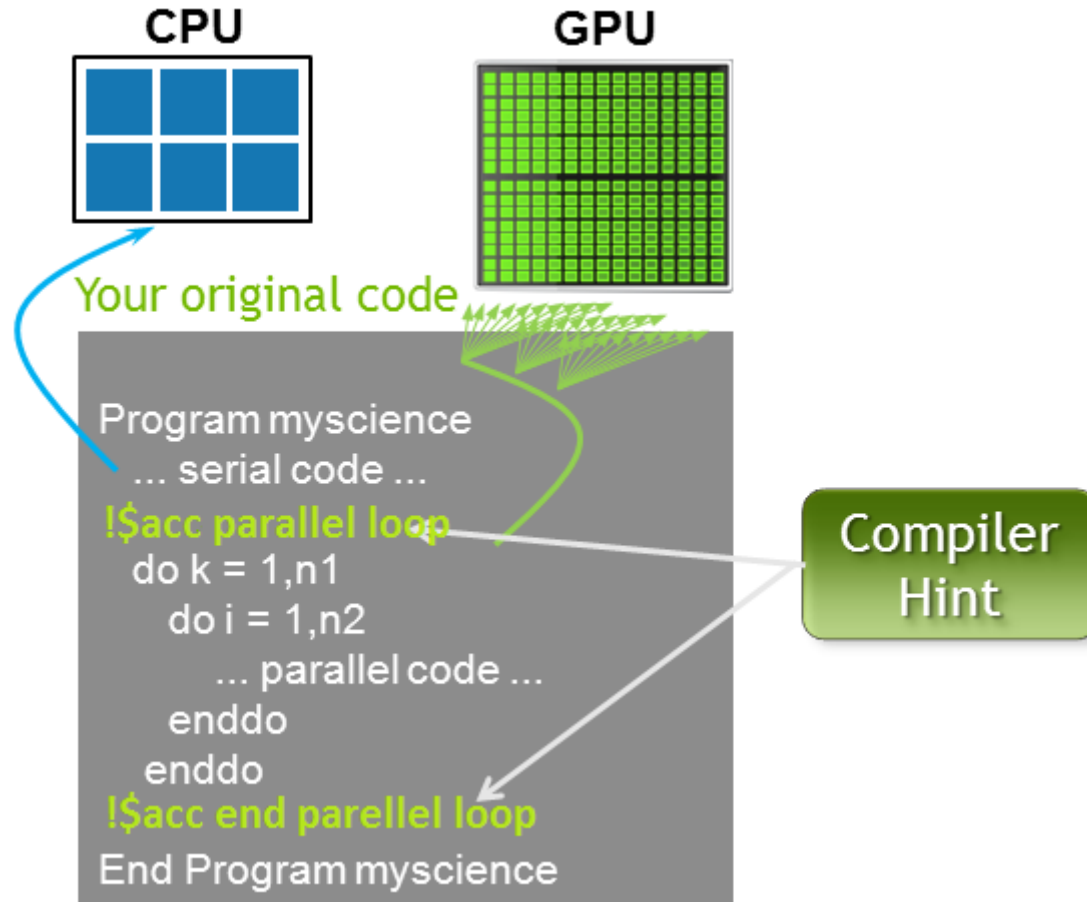 CPU
GPU
Your original code
Program myscience
... serial code ...
!$acc parallel loop
do k = 1,n1
do i = 1,n2
... parallel code ...
enddo
enddo
!$acc end parellel loop
End Program myscience
Compiler
Hint